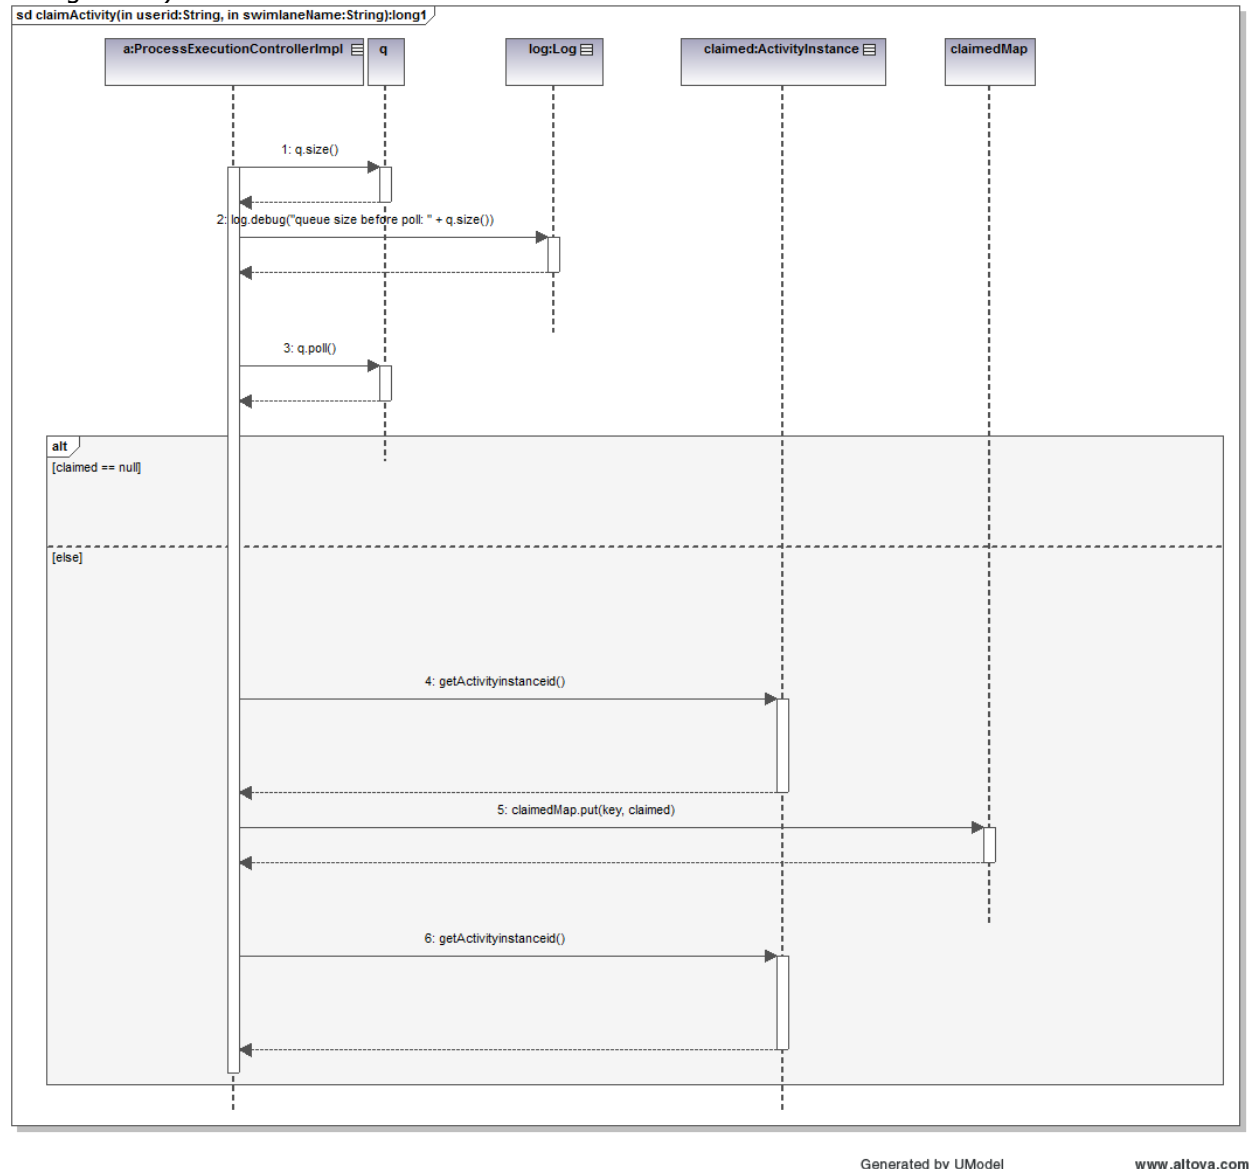 sd claimActivity(in userid:String, in swimlaneName:String):long1
a:ProcessExecutionControllerImpl
q
log:Log
claimed:ActivityInstance
claimedMap
1: q.size()
2: log.debug("queue size before poll: " + q.size())
3: q.poll()
alt
[claimed == null]
[else]
4: getActivityinstanceid()
5: claimedMap.put(key, claimed)
6: getActivityinstanceid()
Generated by UModel
www.altova.com